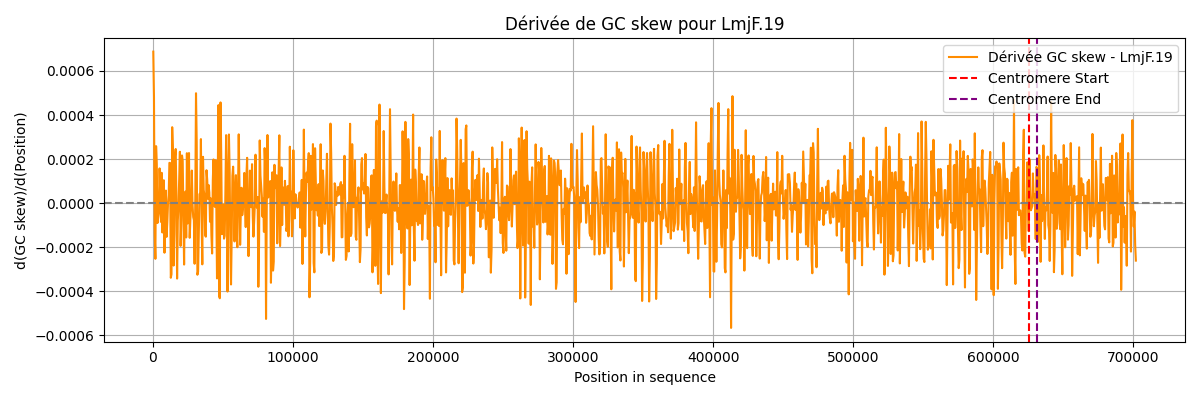 Dérivée de GC skew pour LmjF.19
d(GC skew)/d(Position)
0.0006
0.0004
0.0002
0.0000
−0.0002
−0.0004
−0.0006
Dérivée GC skew - LmjF.19
Centromere Start
Centromere End
0 100000 200000 300000 400000 500000 600000 700000
Position in sequence